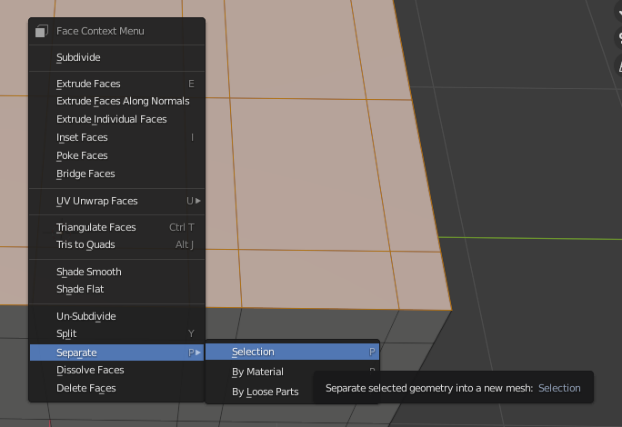 Face Context Menu
Subdivide
Extrude Faces E
Extrude Faces Along Normals
Extrude Individual Faces
Inset Faces I
Poke Faces
Bridge Faces
UV Unwrap Faces U
Triangulate Faces Ctrl T
Tris to Quads Alt J
Shade Smooth
Shade Flat
Un-Subdivide
Split Y
Separate P
Selection P
By Material P
By Loose Parts
Separate selected geometry into a new mesh: Selection
Dissolve Faces
Delete Faces